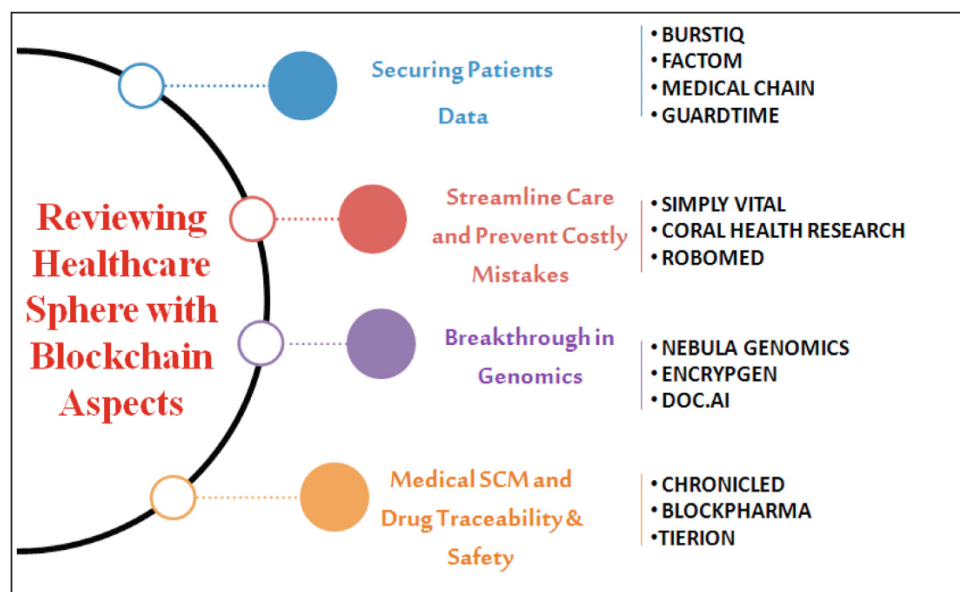 Reviewing
Healthcare
Sphere with
Blockchain
Aspects
Securing Patients
Data
• BURSTIQ
• FACTOM
• MEDICAL CHAIN
• GUARDTIME
Streamline Care
and Prevent Costly
Mistakes
• SIMPLY VITAL
• CORAL HEALTH RESEARCH
• ROBOMED
Breakthrough in
Genomics
• NEBULA GENOMICS
• ENCRYPGEN
• DOC.AI
Medical SCM and
Drug Traceability &
Safety
• CHRONICLED
• BLOCKPHARMA
•TIERION